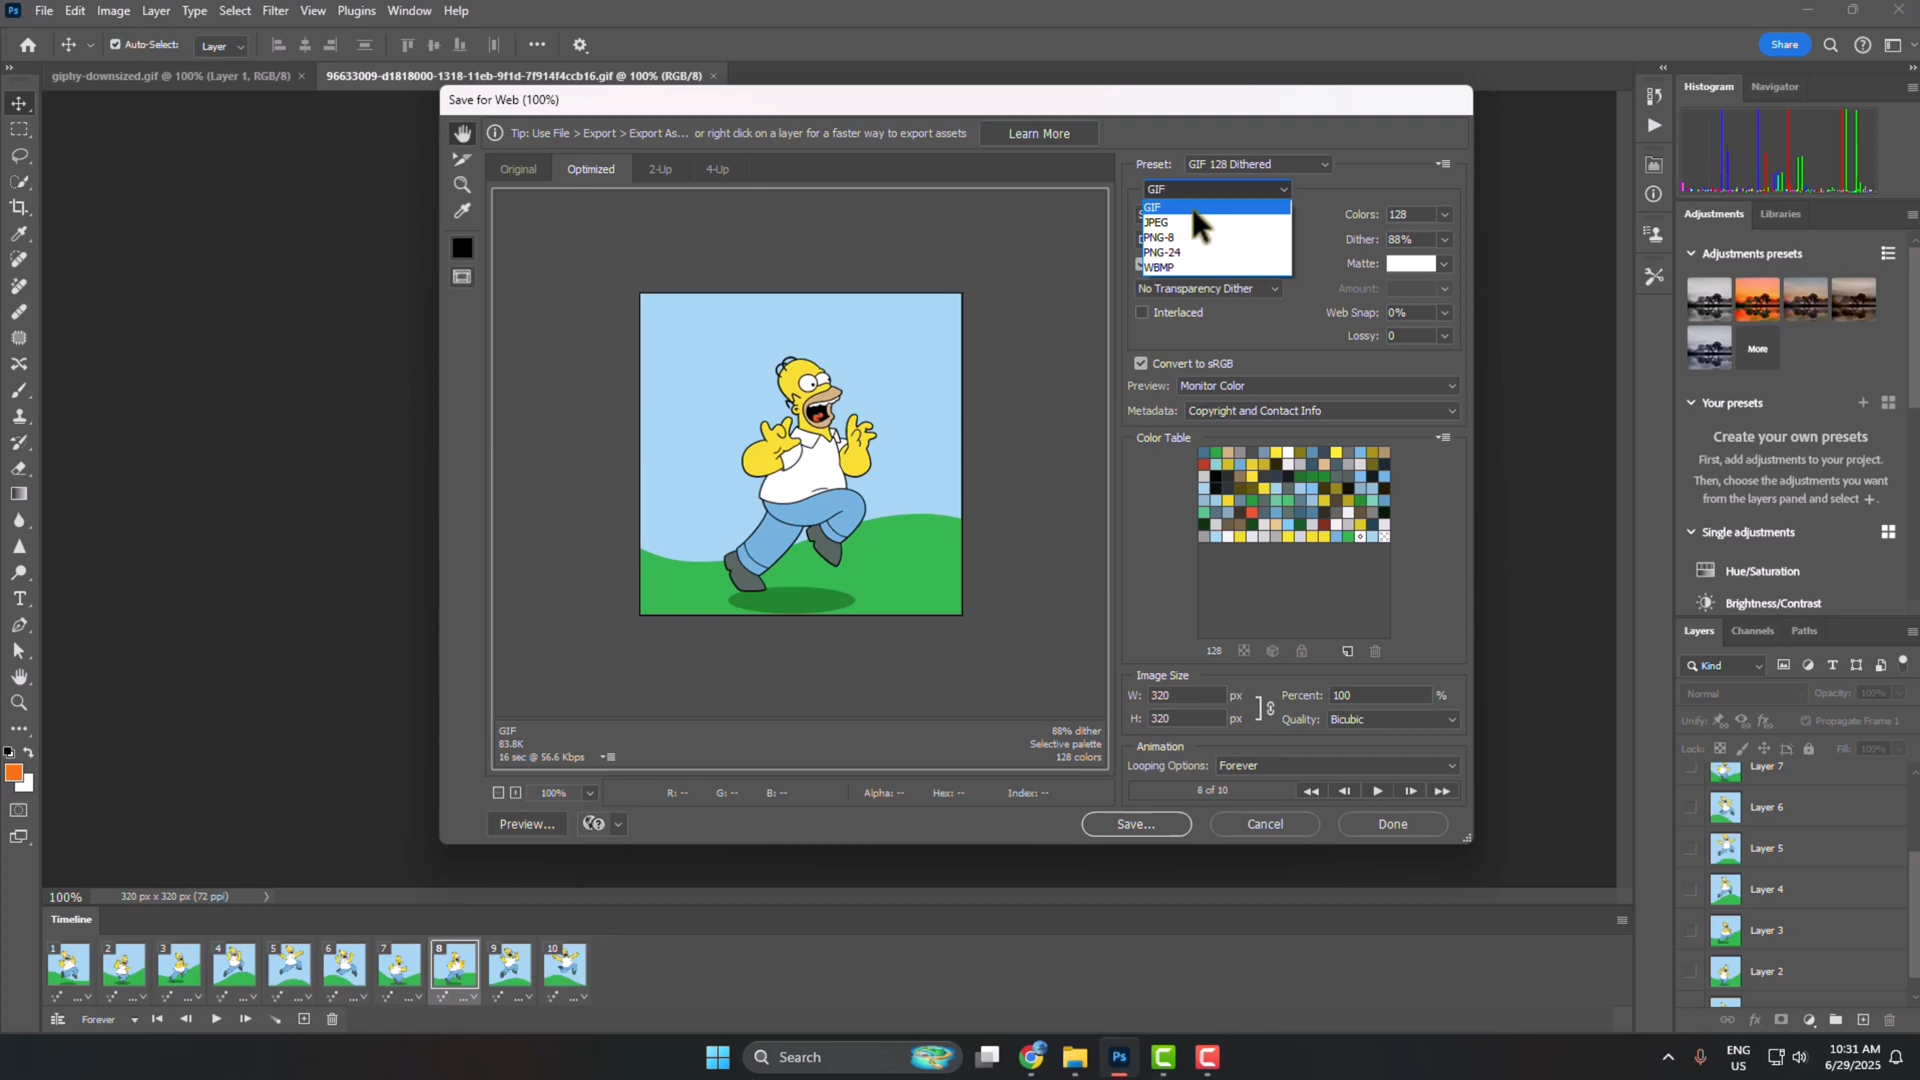 Ps File Edit Image Layer Type Select Filter View Plugins Window Help
Auto-Select: Layer Share
giphy-downsized.gif @ 100% (Layer 1, RGB/8) × 96633009-d1818000-1318-11eb-9f1d-7f914f4ccb16.gif @ 100% (RGB/8) ×
Save for Web (100%)
Tip: Use File > Export > Export As... or right click on a layer for a faster way to export assets Learn More
Original Optimized 2-Up 4-Up
Preset: GIF 128 Dithered
GIF
GIF
JPEG
PNG-8
PNG-24
WBMP
Colors: 128
Dither: 88%
Matte:
No Transparency Dither Amount:
Interlaced Web Snap: 0%
Lossy: 0
Convert to sRGB
Preview: Monitor Color
Metadata: Copyright and Contact Info
Color Table
128
Image Size
W: 320 px Percent: 100 %
H: 320 px Quality: Bicubic
Animation
Looping Options: Forever
8 of 10
GIF 88% dither
83.8K Selective palette
16 sec @ 56.6 Kbps 128 colors
100% R: -- G: -- B: -- Alpha: -- Hex: -- Index: --
Preview... Save... Cancel Done
Histogram Navigator
Adjustments Libraries
Adjustments presets
More
Your presets
Create your own presets
First, add adjustments to your project.
Then, choose the adjustments you want
from the layers panel and select +.
Single adjustments
Hue/Saturation
Brightness/Contrast
Layers Channels Paths
Kind
Normal Opacity: 100%
Unify: Propagate Frame 1
Lock: Fill: 100%
Layer 7
Layer 6
Layer 5
Layer 4
Layer 3
Layer 2
100% 320 px x 320 px (72 ppi)
Timeline
1 2 3 4 5 6 7 8 9 10
Forever
Search Ps ENG
US
10:31 AM
6/29/2025